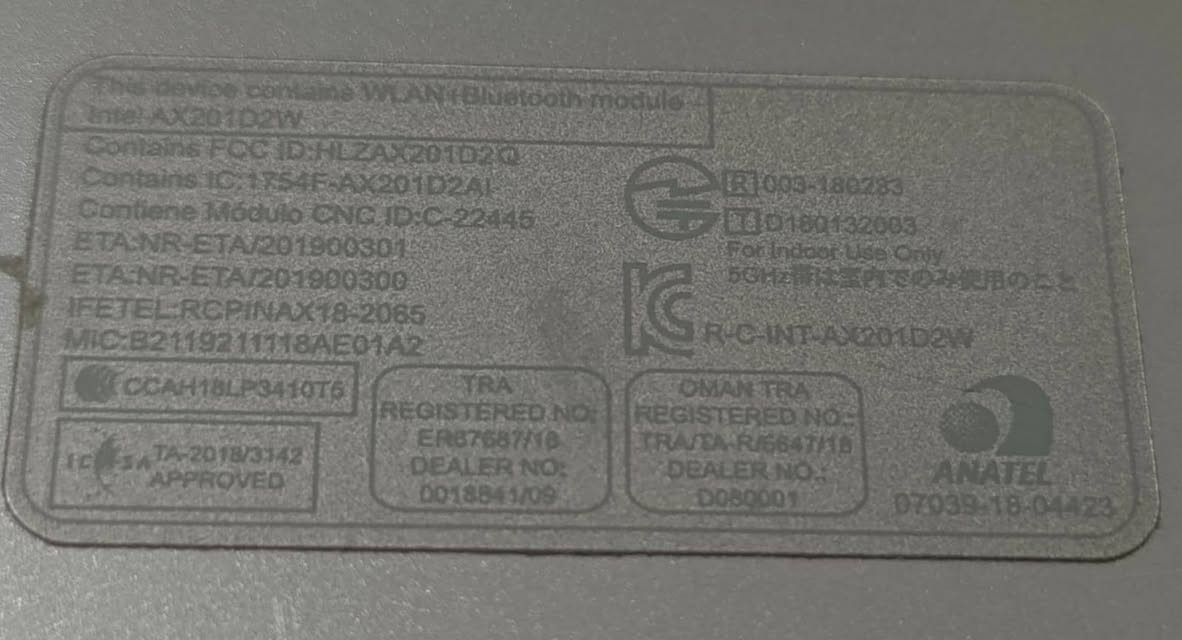 This device contains WLAN+Bluetooth module
Intel AX201D2W
Contains FCC ID:HLZAX201D2Q
Contains IC:1754F-AX201D2AI
Contiene Módulo CNC ID:C-22445
ETA:NR-ETA/201900301
ETA:NR-ETA/201900300
IFETEL:RCPINAX18-2065
MIC:B2119211118AE01A2
CCAH18LP3410T6
ICASA TA-2018/3142
APPROVED
TRA
REGISTERED NO:
ER67687/18
DEALER NO:
0018841/09
OMAN TRA
REGISTERED NO.:
TRA/TA-R/6647/18
DEALER NO.:
D080001
R 003-180233
T D180132003
For Indoor Use Only
5GHz帯は室内でのみ使用のこと
R-C-INT-AX201D2W
ANATEL
07039-18-04423